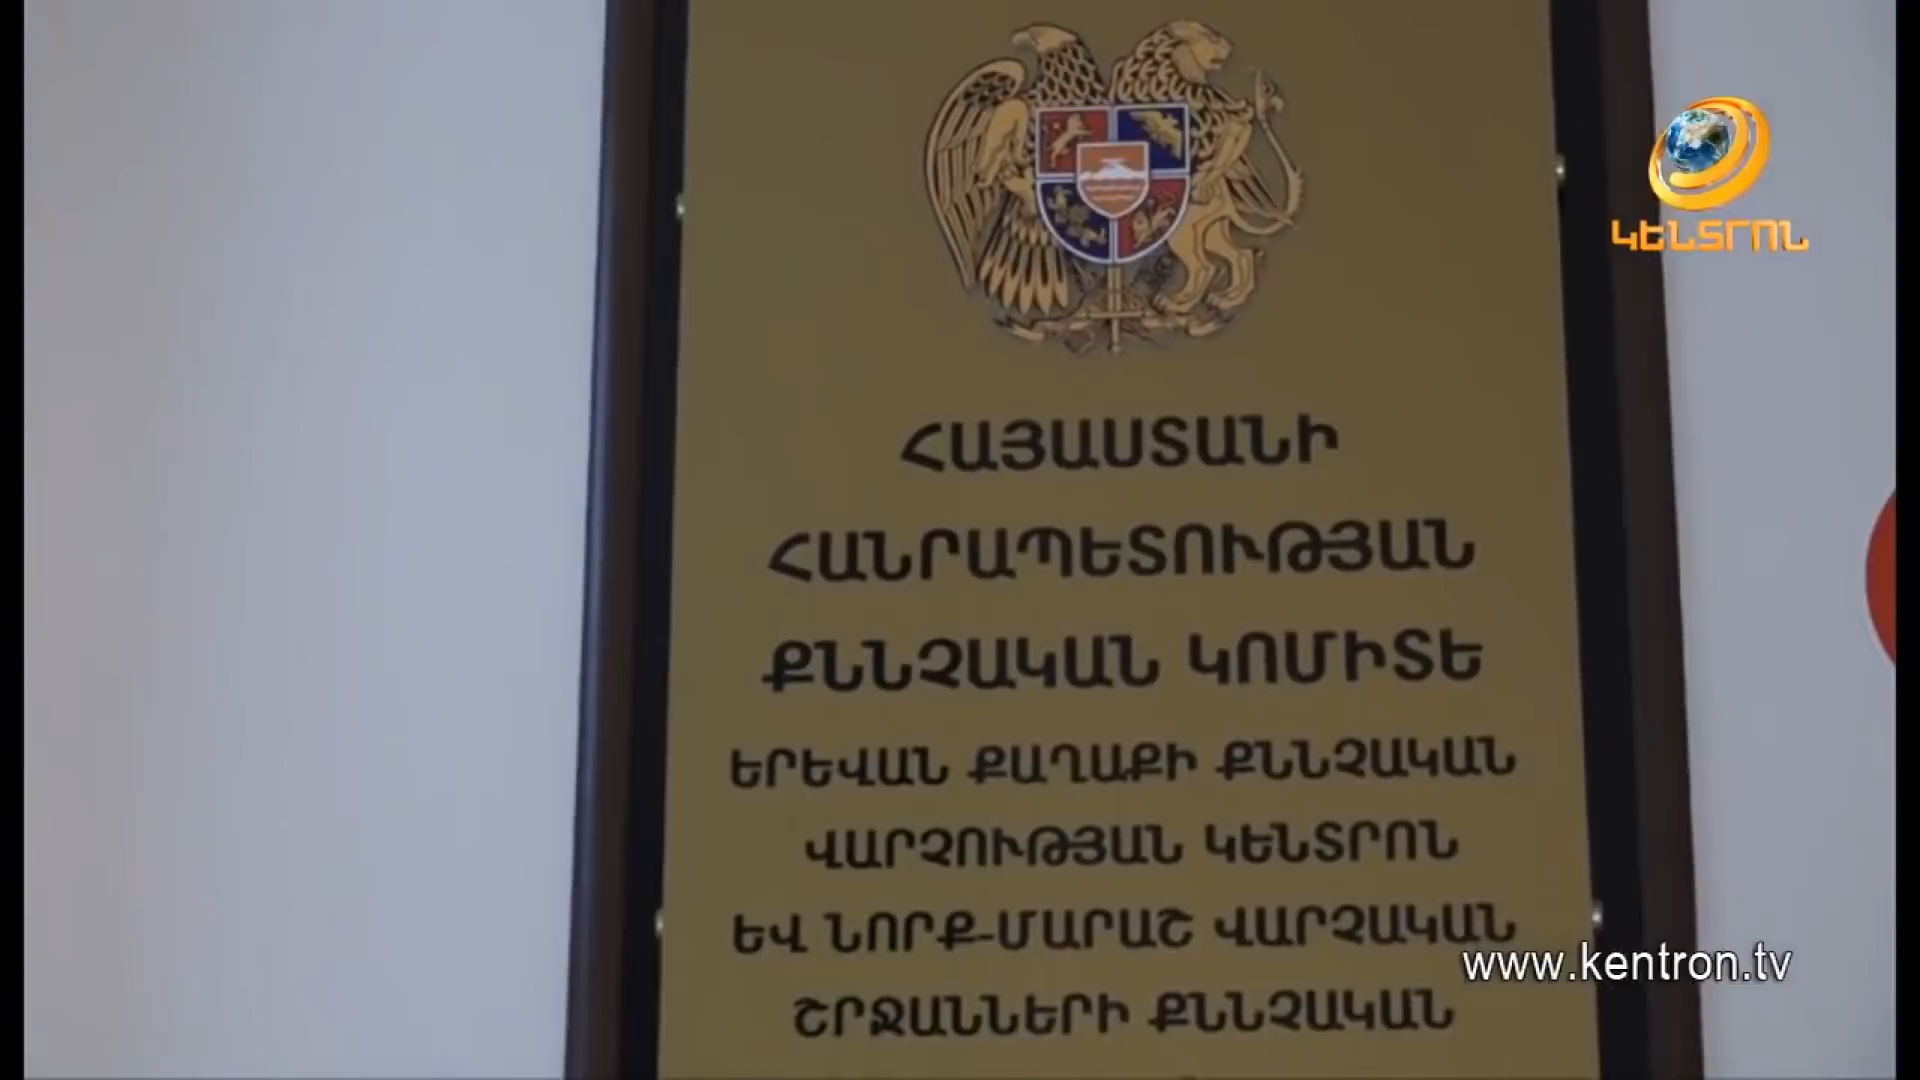 ԿԵՆՏՐՈՆ
ՀԱՅԱՍՏԱՆԻ
ՀԱՆՐԱՊԵՏՈՒԹՅԱՆ
ՔՆՆՉԱԿԱՆ ԿՈՄԻՏԵ
ԵՐԵՎԱՆ ՔԱՂԱՔԻ ՔՆՆՉԱԿԱՆ
ՎԱՐՉՈՒԹՅԱՆ ԿԵՆՏՐՈՆ
ԵՎ ՆՈՐՔ-ՄԱՐԱՇ ՎԱՐՉԱԿԱՆ
www.kentron.tv
ՇՐՋԱՆՆԵՐԻ ՔՆՆՉԱԿԱՆ